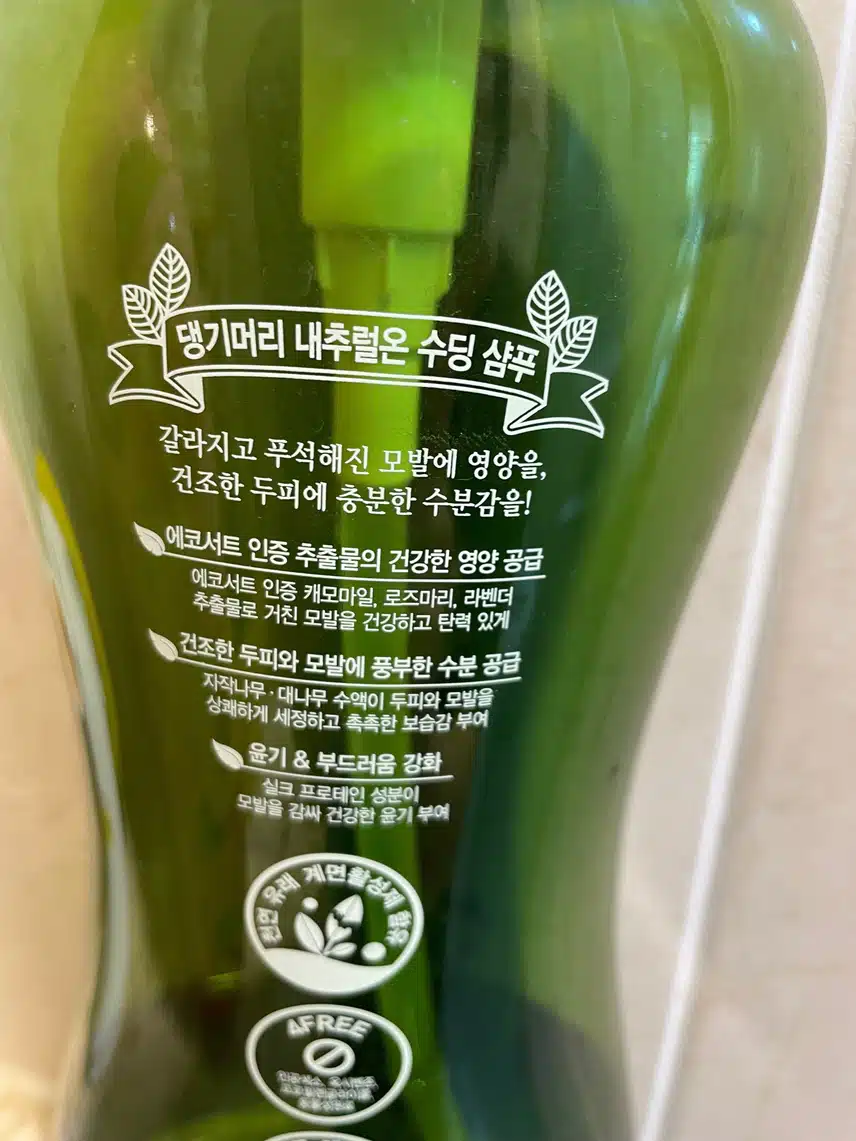 댕기머리 내추럴온 수딩 샴푸
갈라지고 푸석해진 모발에 영양을,
건조한 두피에 충분한 수분감을!
에코서트 인증 추출물의 건강한 영양 공급
에코서트 인증 캐모마일, 로즈마리, 라벤더
추출물로 거친 모발을 건강하고 탄력 있게
건조한 두피와 모발에 풍부한 수분 공급
자작나무·대나무 수액이 두피와 모발을
상쾌하게 세정하고 촉촉한 보습감 부여
윤기 & 부드러움 강화
실크 프로테인 성분이
모발을 감싸 건강한 윤기 부여
천연 유래 계면활성제 함유
4FREE